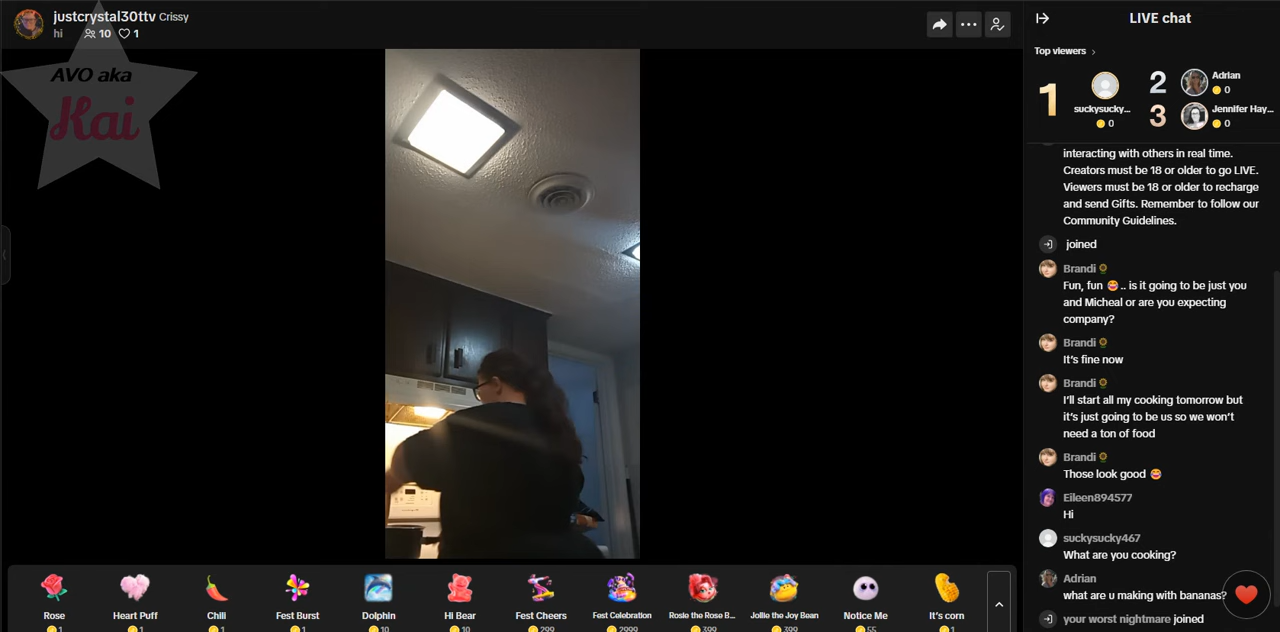 justcrystal30ttv Crissy
hi 10 1
AVO aka
Kai
LIVE chat
Top viewers
1
suckysucky...
0
2
Adrian
0
3
Jennifer Hay...
0
interacting with others in real time.
Creators must be 18 or older to go LIVE.
Viewers must be 18 or older to recharge
and send Gifts. Remember to follow our
Community Guidelines.
joined
Brandi
Fun, fun 😆.. is it going to be just you
and Micheal or are you expecting
company?
Brandi
It's fine now
Brandi
I'll start all my cooking tomorrow but
it's just going to be us so we won't
need a ton of food
Brandi
Those look good 😆
Eileen894577
Hi
suckysucky467
What are you cooking?
Adrian
what are u making with bananas?
your worst nightmare joined
Rose
1
Heart Puff
1
Chili
1
Fest Burst
1
Dolphin
10
Hi Bear
10
Fest Cheers
299
Fest Celebration
2999
Rosie the Rose B...
399
Jollie the Joy Bean
399
Notice Me
55
It's corn
1